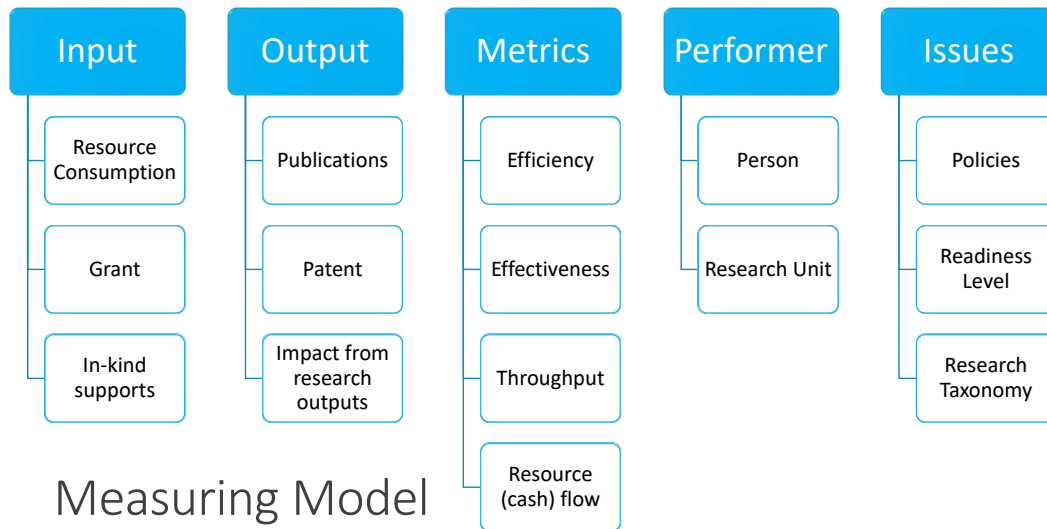 Input
Resource
Consumption
Grant
In-kind
supports
Output
Publications
Patent
Impact from
research
outputs
Metrics
Efficiency
Effectiveness
Throughput
Resource
(cash) flow
Performer
Person
Research Unit
Issues
Policies
Readiness
Level
Research
Taxonomy
Measuring Model